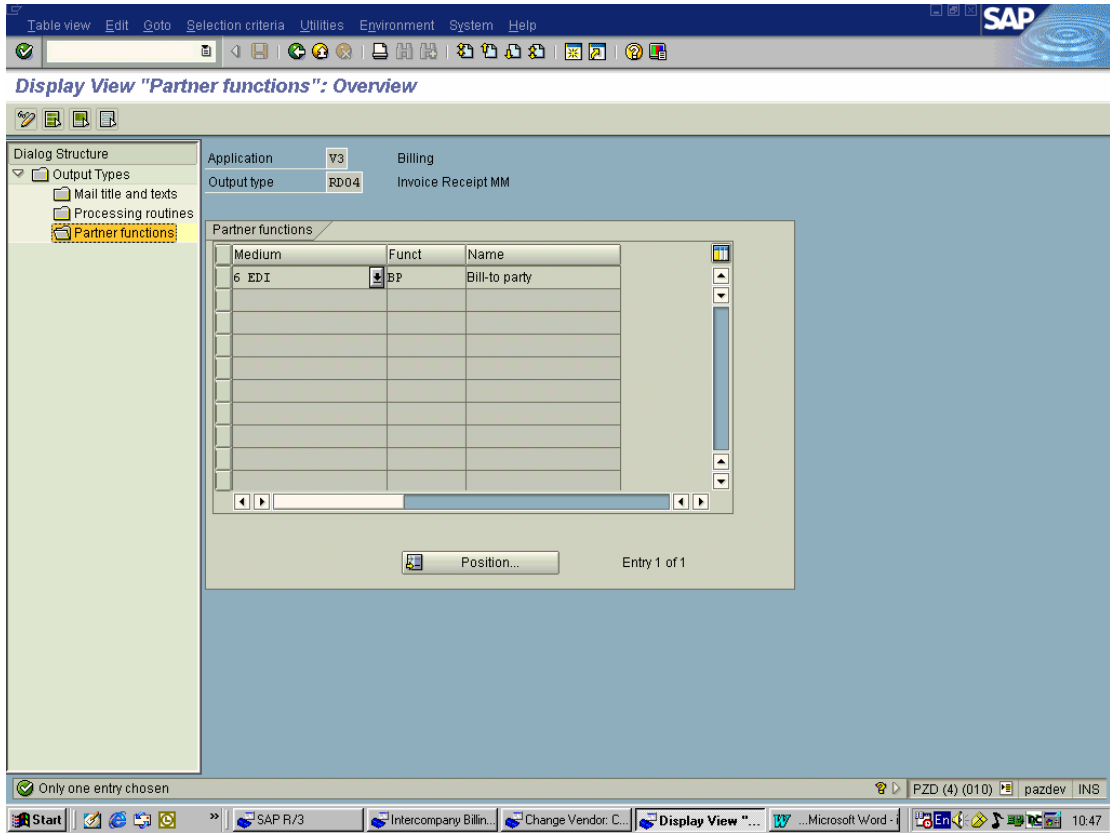 Table view Edit Goto Selection criteria Utilities Environment System Help
SAP
Display View "Partner functions": Overview
Dialog Structure
Output Types
Mail title and texts
Processing routines
Partner functions
Application V3 Billing
Output type RD04 Invoice Receipt MM
Partner functions
Medium Funct Name
6 EDI BP Bill-to party
Position... Entry 1 of 1
Only one entry chosen PZD (4) (010) pazdev INS
Start » SAP R/3 Intercompany Billin... Change Vendor: C... Display View "... ...Microsoft Word - i En 10:47